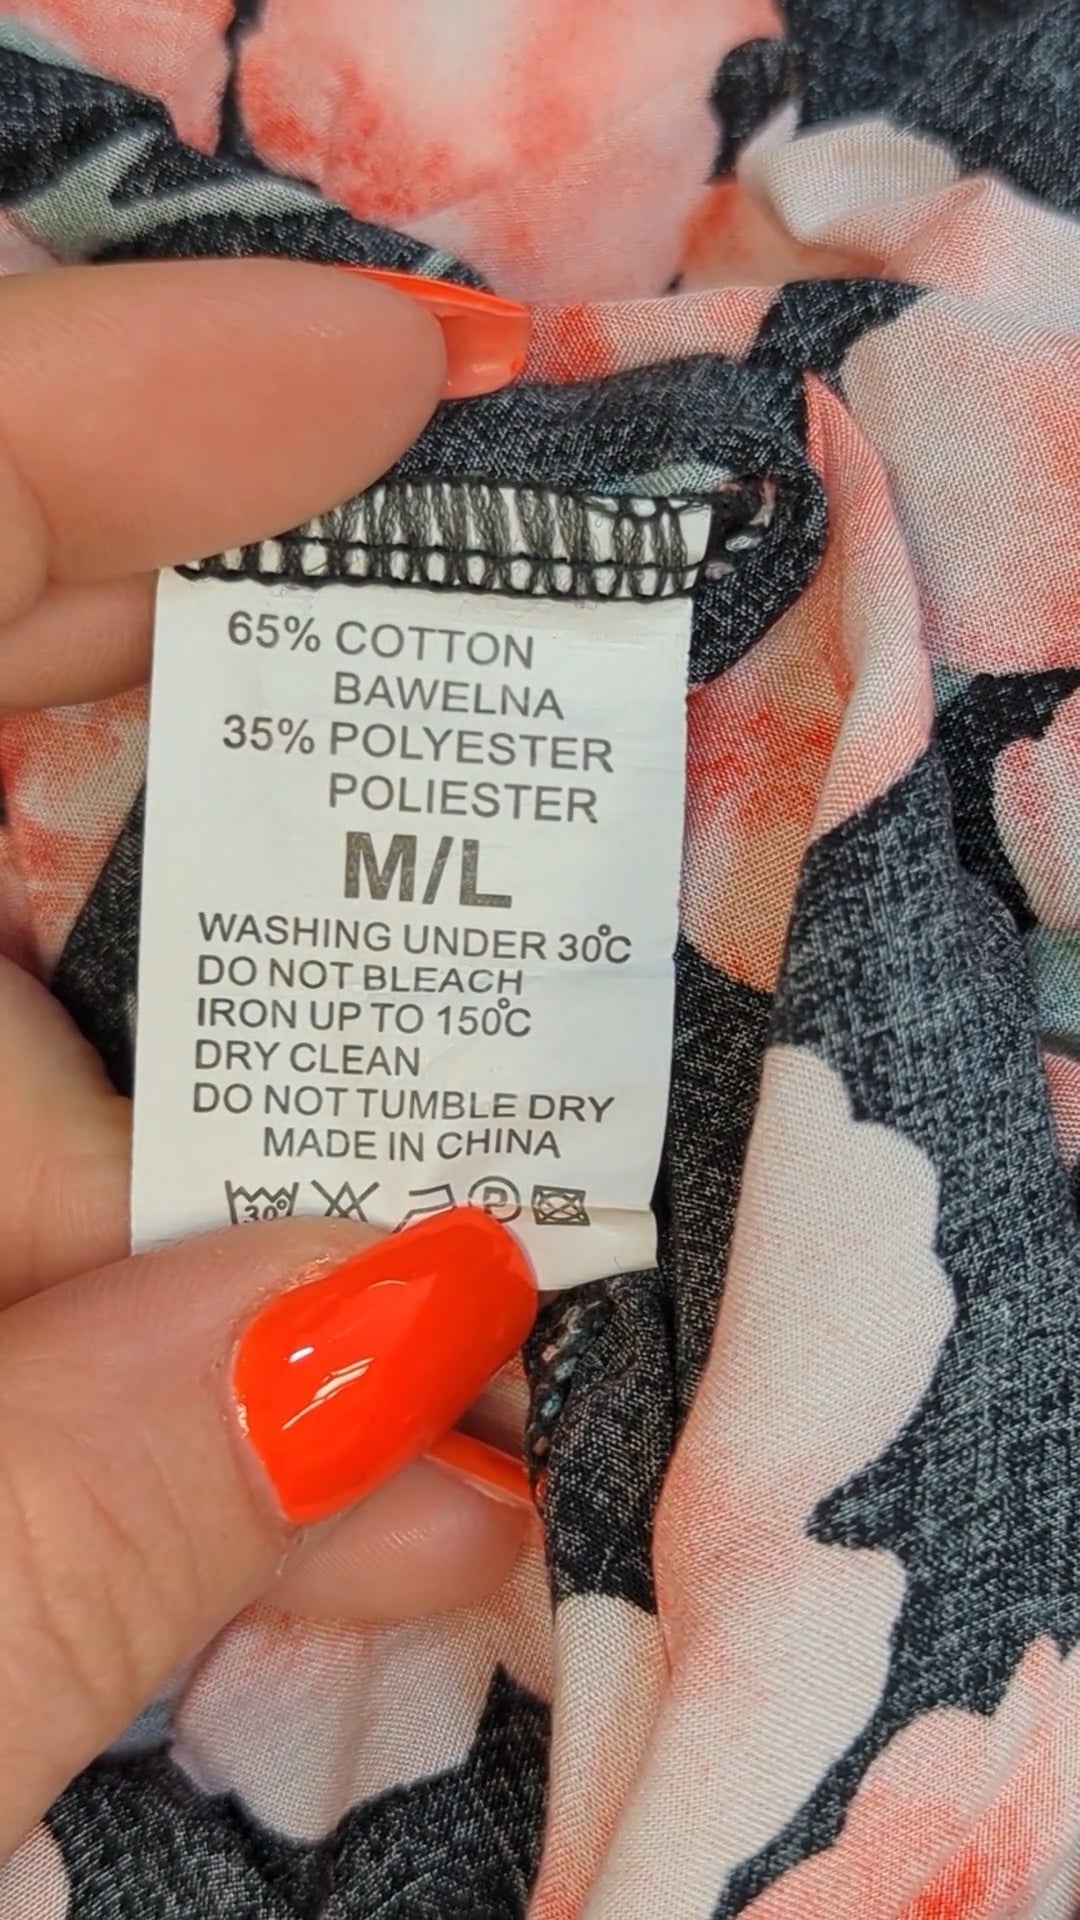 65% COTTON
BAWELNA
35% POLYESTER
POLIESTER
M/L
WASHING UNDER 30°C
DO NOT BLEACH
IRON UP TO 150°C
DRY CLEAN
DO NOT TUMBLE DRY
MADE IN CHINA
30° P